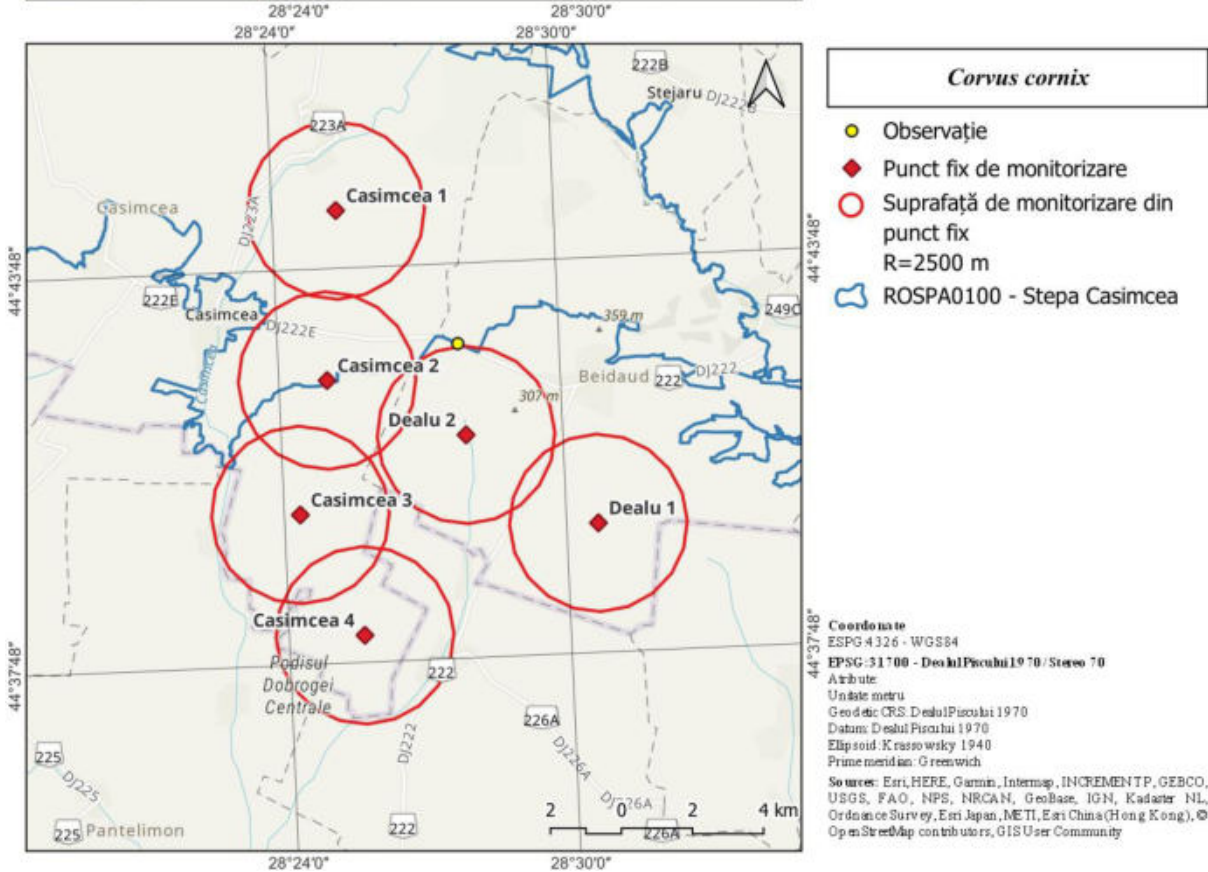 28°24'0" 28°30'0"
28°24'0" 28°30'0"
222B
Stejaru DJ222B
223A
Casimcea 1
Casimcea
DJ223A
44°43'48" 44°43'48"
222E
Casimcea
DJ222E
359 m
249C
Casimcea
Casimcea 2
Beidaud 222 DJ222
307 m
Dealu 2
Casimcea 3
Dealu 1
Casimcea 4
44°37'48" 44°37'48"
Podisul
Dobrogei
Centrale
222
226A
DJ222
DJ226A
225
DJ225
2 0 2 4 km
DJ226A
225 Pantelimon
222
226A
28°24'0" 28°30'0"
Corvus cornix
Observație
Punct fix de monitorizare
Suprafață de monitorizare din
punct fix
R=2500 m
ROSPA0100 - Stepa Casimcea
Coordonate
ESPG:4326 - WGS84
EPSG:31700 - DealulPiscului1970 / Stereo 70
Atribute:
Unitate metru
Geodetic CRS: DealulPiscului 1970
Datum: Dealul Piscului 1970
Ellipsoid: Krassowsky 1940
Prime meridian: Greenwich
Sources: Esri, HERE, Garmin, Intermap, INCREMENT P, GEBCO,
USGS, FAO, NPS, NRCAN, GeoBase, IGN, Kadaster NL,
Ordnance Survey, Esri Japan, METI, Esri China (Hong Kong), ©
OpenStreetMap contributors, GIS User Community